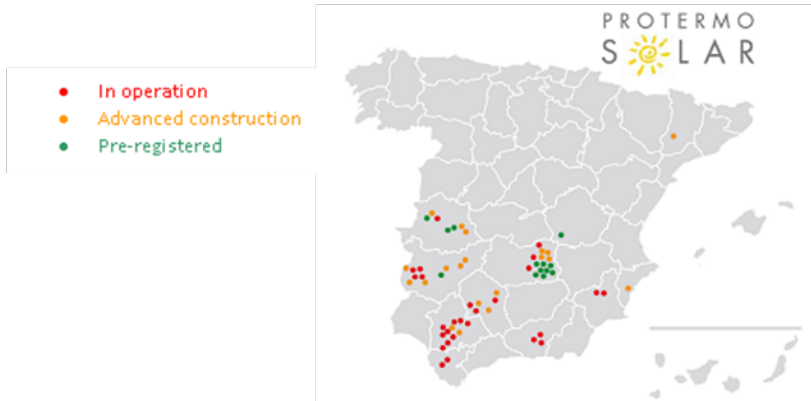 PROTERMO
SOLAR
In operation
Advanced construction
Pre-registered